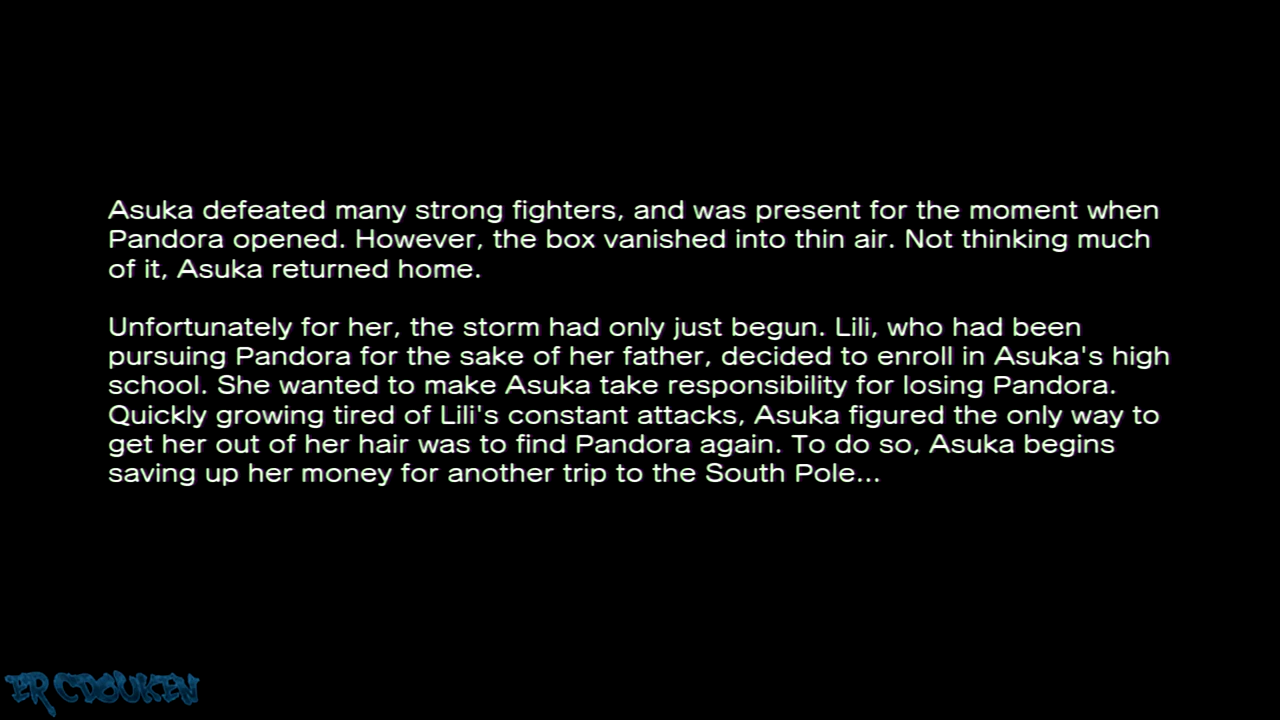 Asuka defeated many strong fighters, and was present for the moment when
Pandora opened. However, the box vanished into thin air. Not thinking much
of it, Asuka returned home.
Unfortunately for her, the storm had only just begun. Lili, who had been
pursuing Pandora for the sake of her father, decided to enroll in Asuka's high
school. She wanted to make Asuka take responsibility for losing Pandora.
Quickly growing tired of Lili's constant attacks, Asuka figured the only way to
get her out of her hair was to find Pandora again. To do so, Asuka begins
saving up her money for another trip to the South Pole...